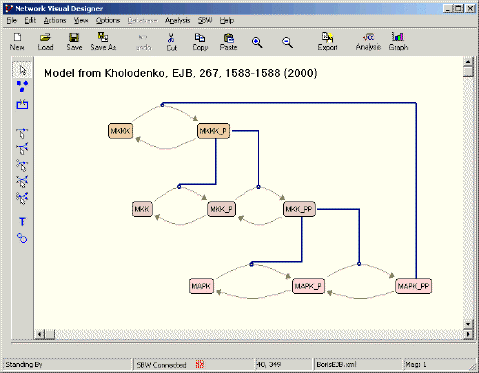 Network Visual Designer
File Edit Actions View Options Database Analysis SBW Help
New Load Save Save As undo Cut Copy Paste Export Analysis Graph
Model from Kholodenko, EJB, 267, 1583-1588 (2000)
MKKK MKKK_P
MKK MKK_P MKK_PP
MAPK MAPK_P MAPK_PP
T
Standing By SBW Connected 40, 349 BorisEJB.xml Mag: 1